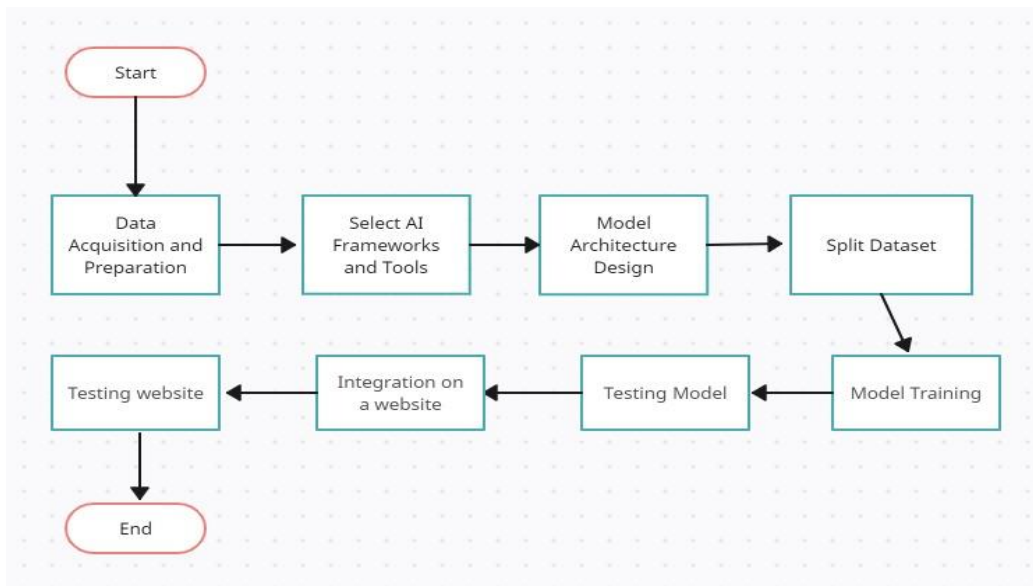 Start
Data
Acquisition and
Preparation
Select AI
Frameworks
and Tools
Model
Architecture
Design
Split Dataset
Model Training
Testing Model
Integration on
a website
Testing website
End